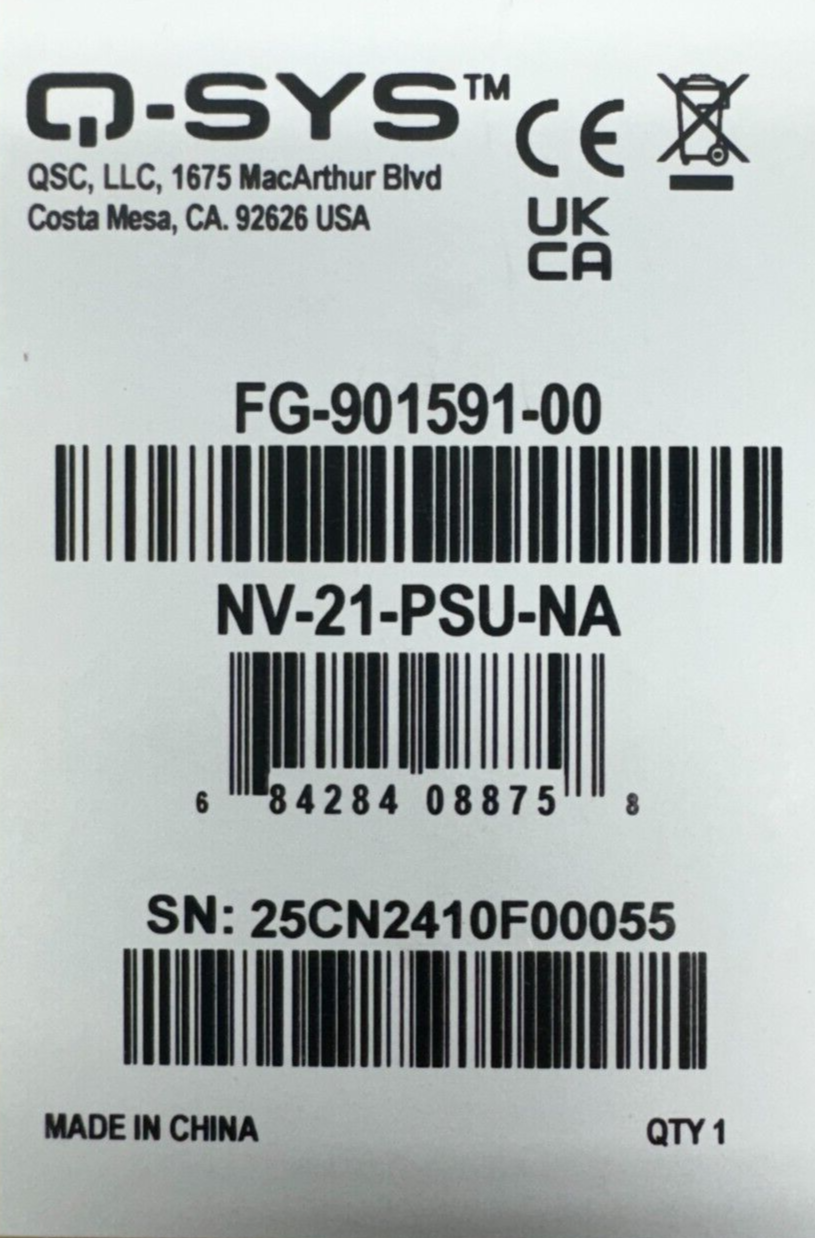 Q-SYS™
QSC, LLC, 1675 MacArthur Blvd
Costa Mesa, CA. 92626 USA
CE
UK
CA
FG-901591-00
NV-21-PSU-NA
6 84284 08875 8
SN: 25CN2410F00055
MADE IN CHINA
QTY 1